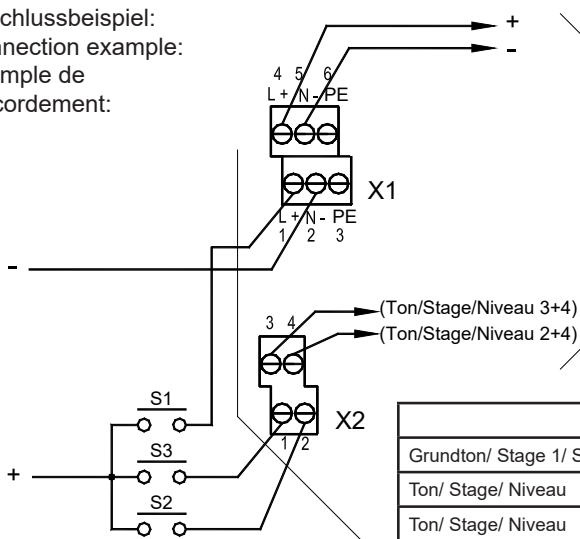 chlussbeispiel:
nnection example:
mple de
cordement:
+
-
4 5 6
L + N - PE
X1
L + N - PE
1 2 3
-
3 4
(Ton/Stage/Niveau 3+4)
(Ton/Stage/Niveau 2+4)
X2
1 2
S1
S3
+
S2
Grundton/ Stage 1/ S
Ton/ Stage/ Niveau
Ton/ Stage/ Niveau